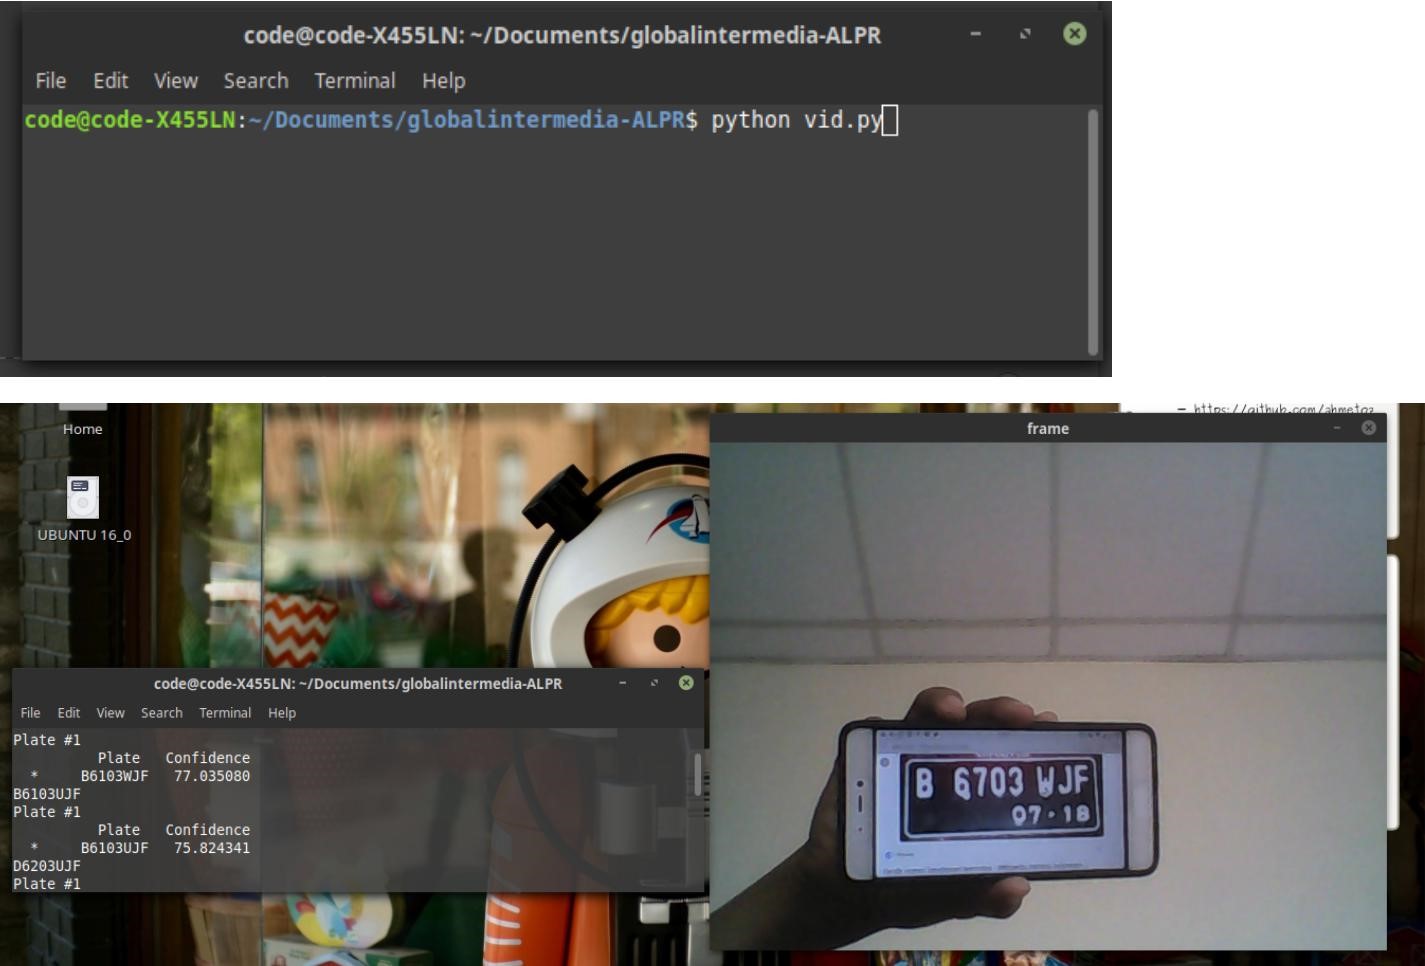 code@code-X455LN: ~/Documents/globalintermedia-ALPR
File Edit View Search Terminal Help
code@code-X455LN:~/Documents/globalintermedia-ALPR$ python vid.py
Home
UBUNTU 16_0
code@code-X455LN: ~/Documents/globalintermedia-ALPR
File Edit View Search Terminal Help
Plate #1
Plate Confidence
* B6103WJF 77.035080
B6103UJF
Plate #1
Plate Confidence
* B6103UJF 75.824341
D6203UJF
Plate #1
– https://github.com/ahmetoz
frame
B 6703 WJF
07·18